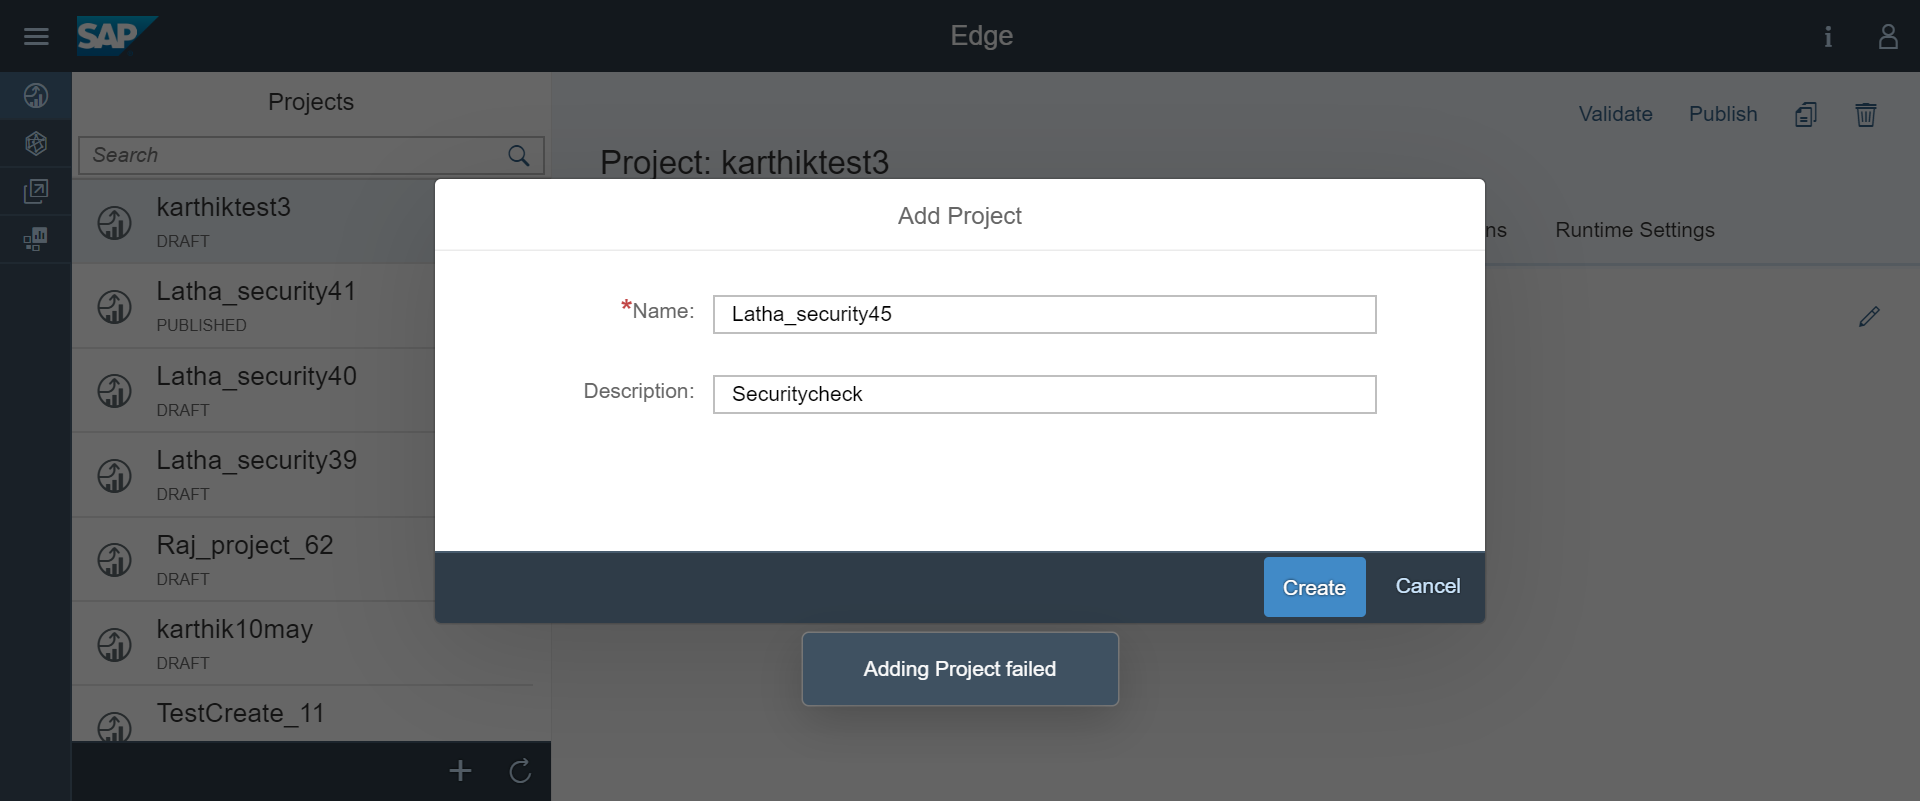 SAP
Edge
i
Projects
Search
karthiktest3
DRAFT
Latha_security41
PUBLISHED
Latha_security40
DRAFT
Latha_security39
DRAFT
Raj_project_62
DRAFT
karthik10may
DRAFT
TestCreate_11
Validate
Publish
Project: karthiktest3
ns
Runtime Settings
Add Project
*Name:
Latha_security45
Description:
Securitycheck
Create
Cancel
Adding Project failed